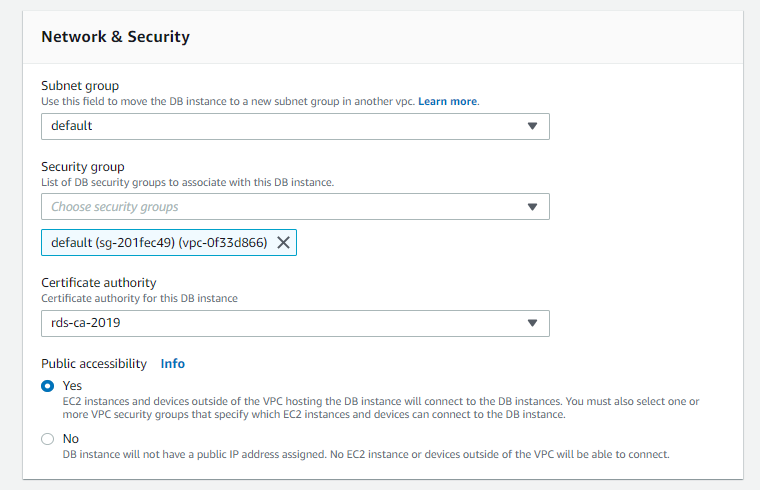 Network & Security
Subnet group
Use this field to move the DB instance to a new subnet group in another vpc. Learn more.
default
Security group
List of DB security groups to associate with this DB instance.
Choose security groups
default (sg-201fec49) (vpc-0f33d866)
Certificate authority
Certificate authority for this DB instance
rds-ca-2019
Public accessibility Info
Yes
EC2 instances and devices outside of the VPC hosting the DB instance will connect to the DB instances. You must also select one or
more VPC security groups that specify which EC2 instances and devices can connect to the DB instance.
No
DB instance will not have a public IP address assigned. No EC2 instance or devices outside of the VPC will be able to connect.